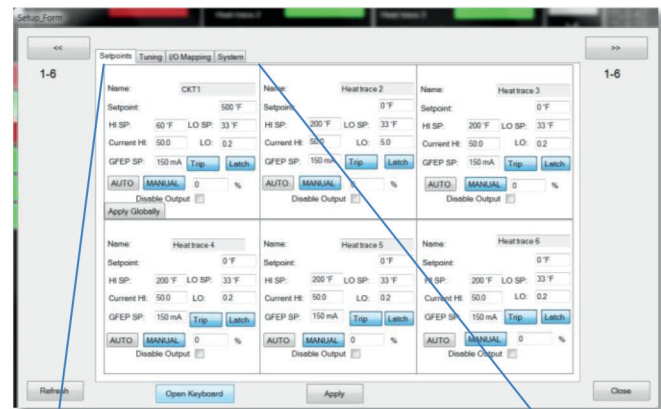 Setup_Form
Heat trace 2
Heat trace 3
<<
>>
1-6
1-6
Setpoints Tuning I/O Mapping System
Name: CKT1
Setpoint: 500 °F
HI SP: 60 °F LO SP: 33 °F
Current HI: 50.0 LO: 0.2
GFEP SP: 150 mA Trip Latch
AUTO MANUAL 0 %
Disable Output
Apply Globally
Name: Heat trace 2
Setpoint: 0 °F
HI SP: 200 °F LO SP: 33 °F
Current HI: 50.0 LO: 5.0
GFEP SP: 150 mA Trip Latch
AUTO MANUAL 0 %
Disable Output
Name: Heat trace 3
Setpoint: 0 °F
HI SP: 200 °F LO SP: 33 °F
Current HI: 50.0 LO: 0.2
GFEP SP: 150 mA Trip Latch
AUTO MANUAL 0 %
Disable Output
Name: Heat trace 4
Setpoint: 0 °F
HI SP: 200 °F LO SP: 33 °F
Current HI: 50.0 LO: 0.2
GFEP SP: 150 mA Trip Latch
AUTO MANUAL 0 %
Disable Output
Name: Heat trace 5
Setpoint: 0 °F
HI SP: 200 °F LO SP: 33 °F
Current HI: 50.0 LO: 0.2
GFEP SP: 150 mA Trip Latch
AUTO MANUAL 0 %
Disable Output
Name: Heat trace 6
Setpoint: 0 °F
HI SP: 200 °F LO SP: 33 °F
Current HI: 50.0 LO: 0.2
GFEP SP: 150 mA Trip Latch
AUTO MANUAL 0 %
Disable Output
Refresh
Open Keyboard
Apply
Close